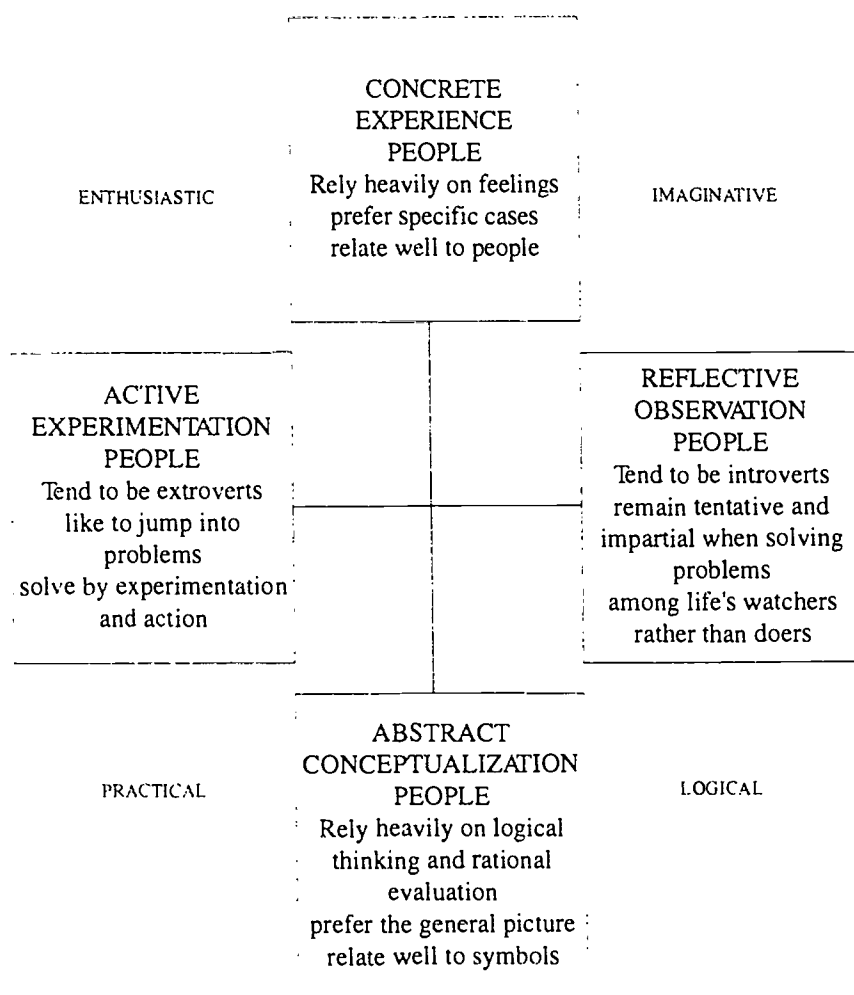 CONCRETE
EXPERIENCE
PEOPLE
Rely heavily on feelings
prefer specific cases
relate well to people
ENTHUSIASTIC
IMAGINATIVE
ACTIVE
EXPERIMENTATION
PEOPLE
Tend to be extroverts
like to jump into
problems
solve by experimentation
and action
REFLECTIVE
OBSERVATION
PEOPLE
Tend to be introverts
remain tentative and
impartial when solving
problems
among life's watchers
rather than doers
ABSTRACT
CONCEPTUALIZATION
PEOPLE
Rely heavily on logical
thinking and rational
evaluation
prefer the general picture
relate well to symbols
PRACTICAL
LOGICAL